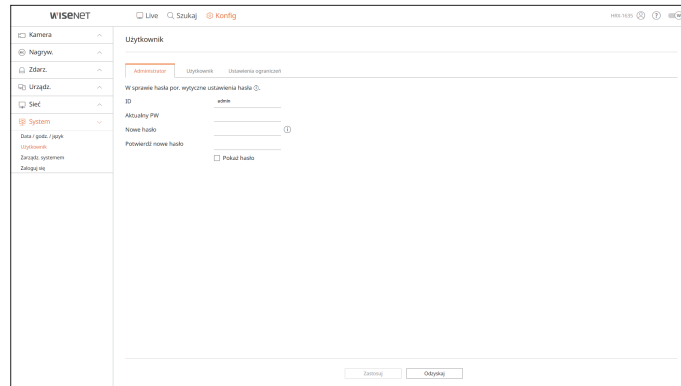 WISENET
Live Szukaj Konfig
HRX-1635
Kamera
Nagryw.
Zdarz.
Urządz.
Sieć
System
Data / godz. / język
Użytkownik
Zarządz. systemem
Zaloguj się
Użytkownik
Administrator Użytkownik Ustawienia ograniczeń
W sprawie hasła por. wytyczne ustawienia hasła
ID admin
Aktualny PW
Nowe hasło
Potwierdź nowe hasło
Pokaż hasło
Zastosuj Odzyskaj